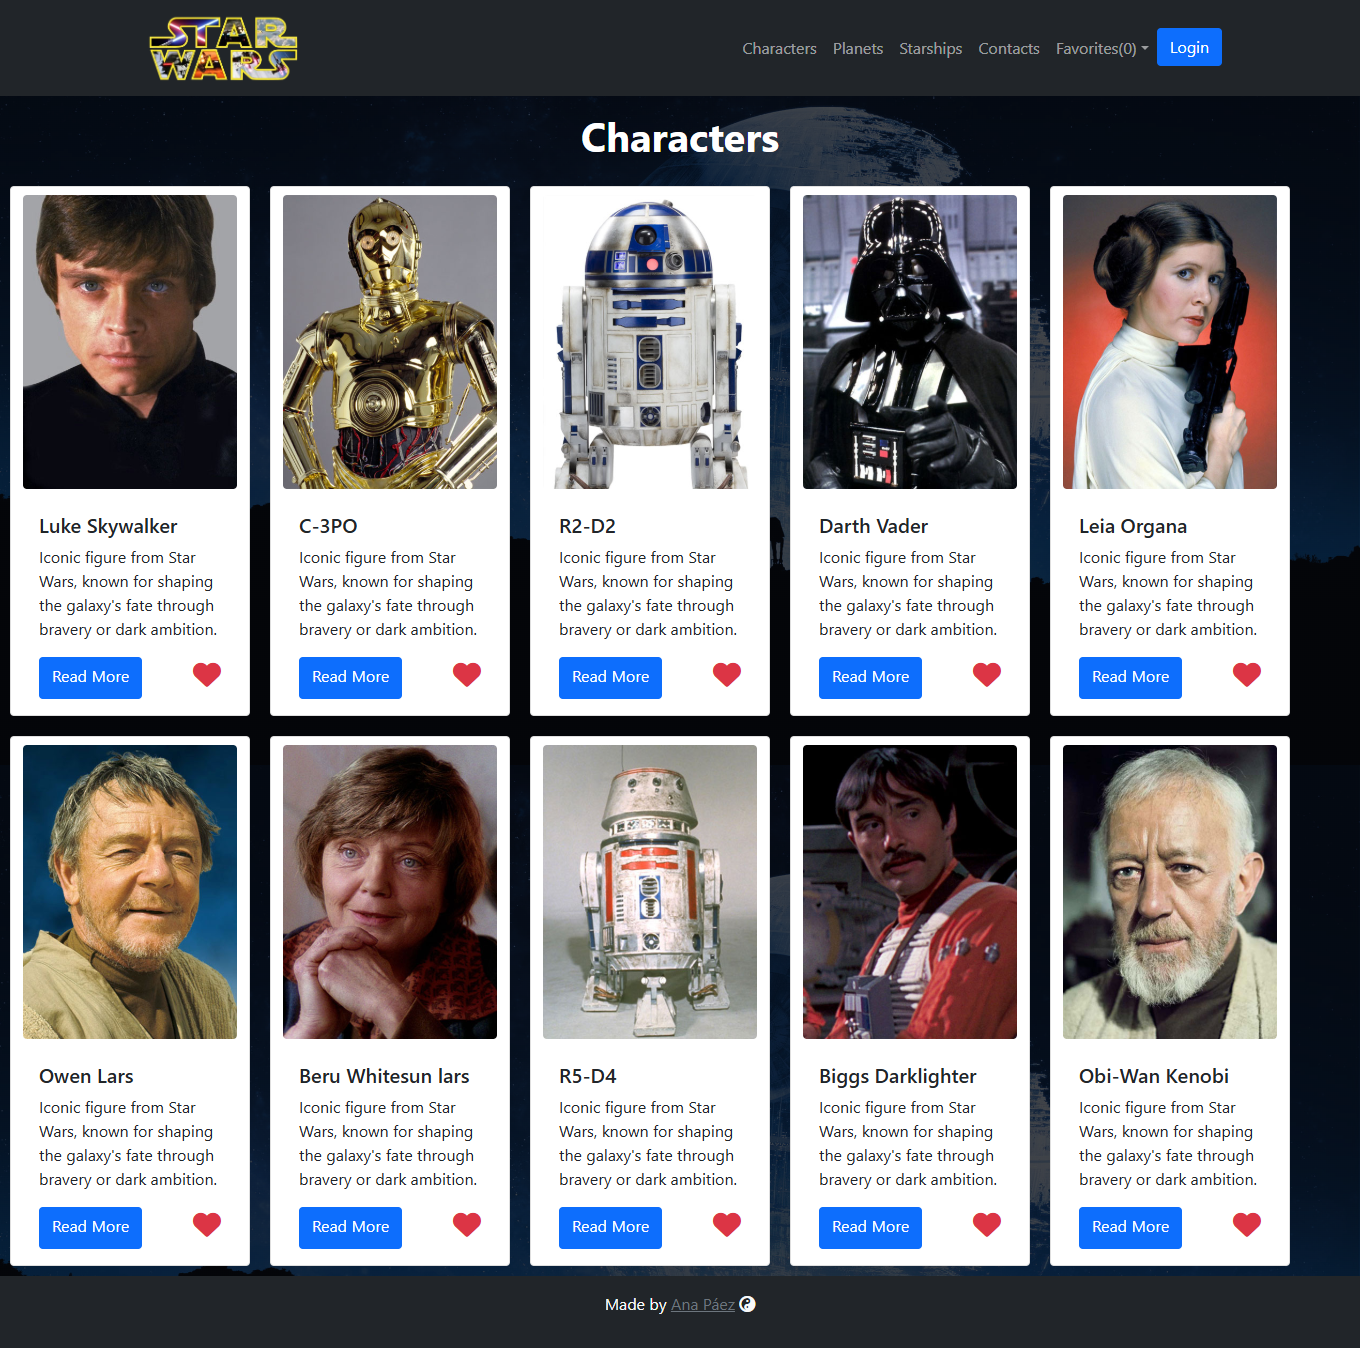 STAR
WARS
Characters Planets Starships Contacts Favorites(0) Login
Characters
Luke Skywalker
Iconic figure from Star
Wars, known for shaping
the galaxy's fate through
bravery or dark ambition.
Read More
C-3PO
Iconic figure from Star
Wars, known for shaping
the galaxy's fate through
bravery or dark ambition.
Read More
R2-D2
Iconic figure from Star
Wars, known for shaping
the galaxy's fate through
bravery or dark ambition.
Read More
Darth Vader
Iconic figure from Star
Wars, known for shaping
the galaxy's fate through
bravery or dark ambition.
Read More
Leia Organa
Iconic figure from Star
Wars, known for shaping
the galaxy's fate through
bravery or dark ambition.
Read More
Owen Lars
Iconic figure from Star
Wars, known for shaping
the galaxy's fate through
bravery or dark ambition.
Read More
Beru Whitesun lars
Iconic figure from Star
Wars, known for shaping
the galaxy's fate through
bravery or dark ambition.
Read More
R5-D4
Iconic figure from Star
Wars, known for shaping
the galaxy's fate through
bravery or dark ambition.
Read More
Biggs Darklighter
Iconic figure from Star
Wars, known for shaping
the galaxy's fate through
bravery or dark ambition.
Read More
Obi-Wan Kenobi
Iconic figure from Star
Wars, known for shaping
the galaxy's fate through
bravery or dark ambition.
Read More
Made by Ana Páez